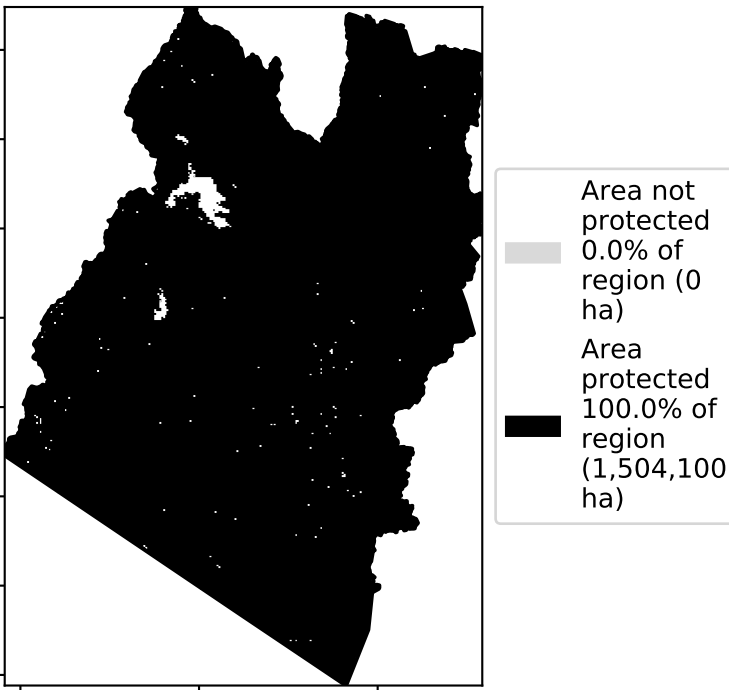 Area not
protected
0.0% of
region (0
ha)
Area
protected
100.0% of
region
(1,504,100
ha)